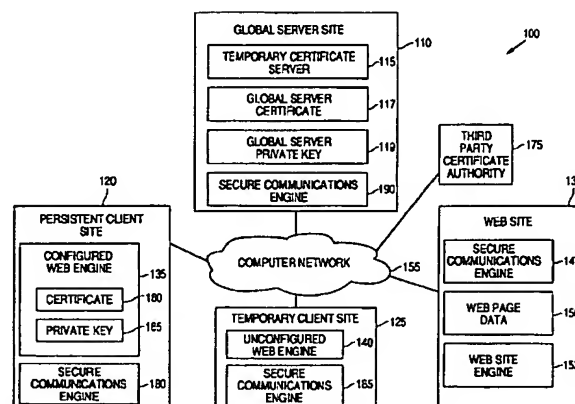 GLOBAL SERVER SITE
110
100
TEMPORARY CERTIFICATE
SERVER
115
GLOBAL SERVER
CERTIFICATE
117
GLOBAL SERVER
PRIVATE KEY
119
SECURE COMMUNICATIONS
ENGINE
190
THIRD
PARTY
CERTIFICATE
AUTHORITY
175
120
PERSISTENT CLIENT
SITE
CONFIGURED
WEB ENGINE
135
CERTIFICATE
160
PRIVATE KEY
165
SECURE
COMMUNICATIONS
ENGINE
180
COMPUTER NETWORK
155
TEMPORARY CLIENT SITE
125
UNCONFIGURED
WEB ENGINE
140
SECURE
COMMUNICATIONS
ENGINE
185
WEB SITE
SECURE
COMMUNICATIONS
ENGINE
WEB PAGE
DATA
WEB SITE
ENGINE